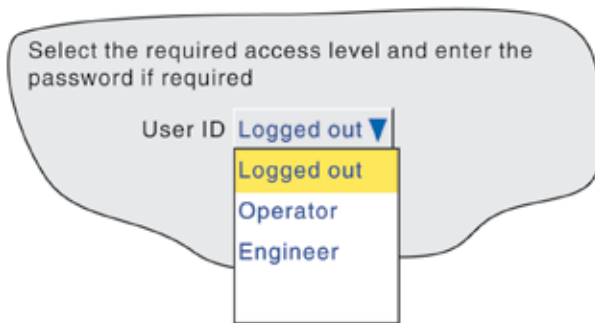 Select the required access level and enter the
password if required
User ID Logged out
Logged out
Operator
Engineer